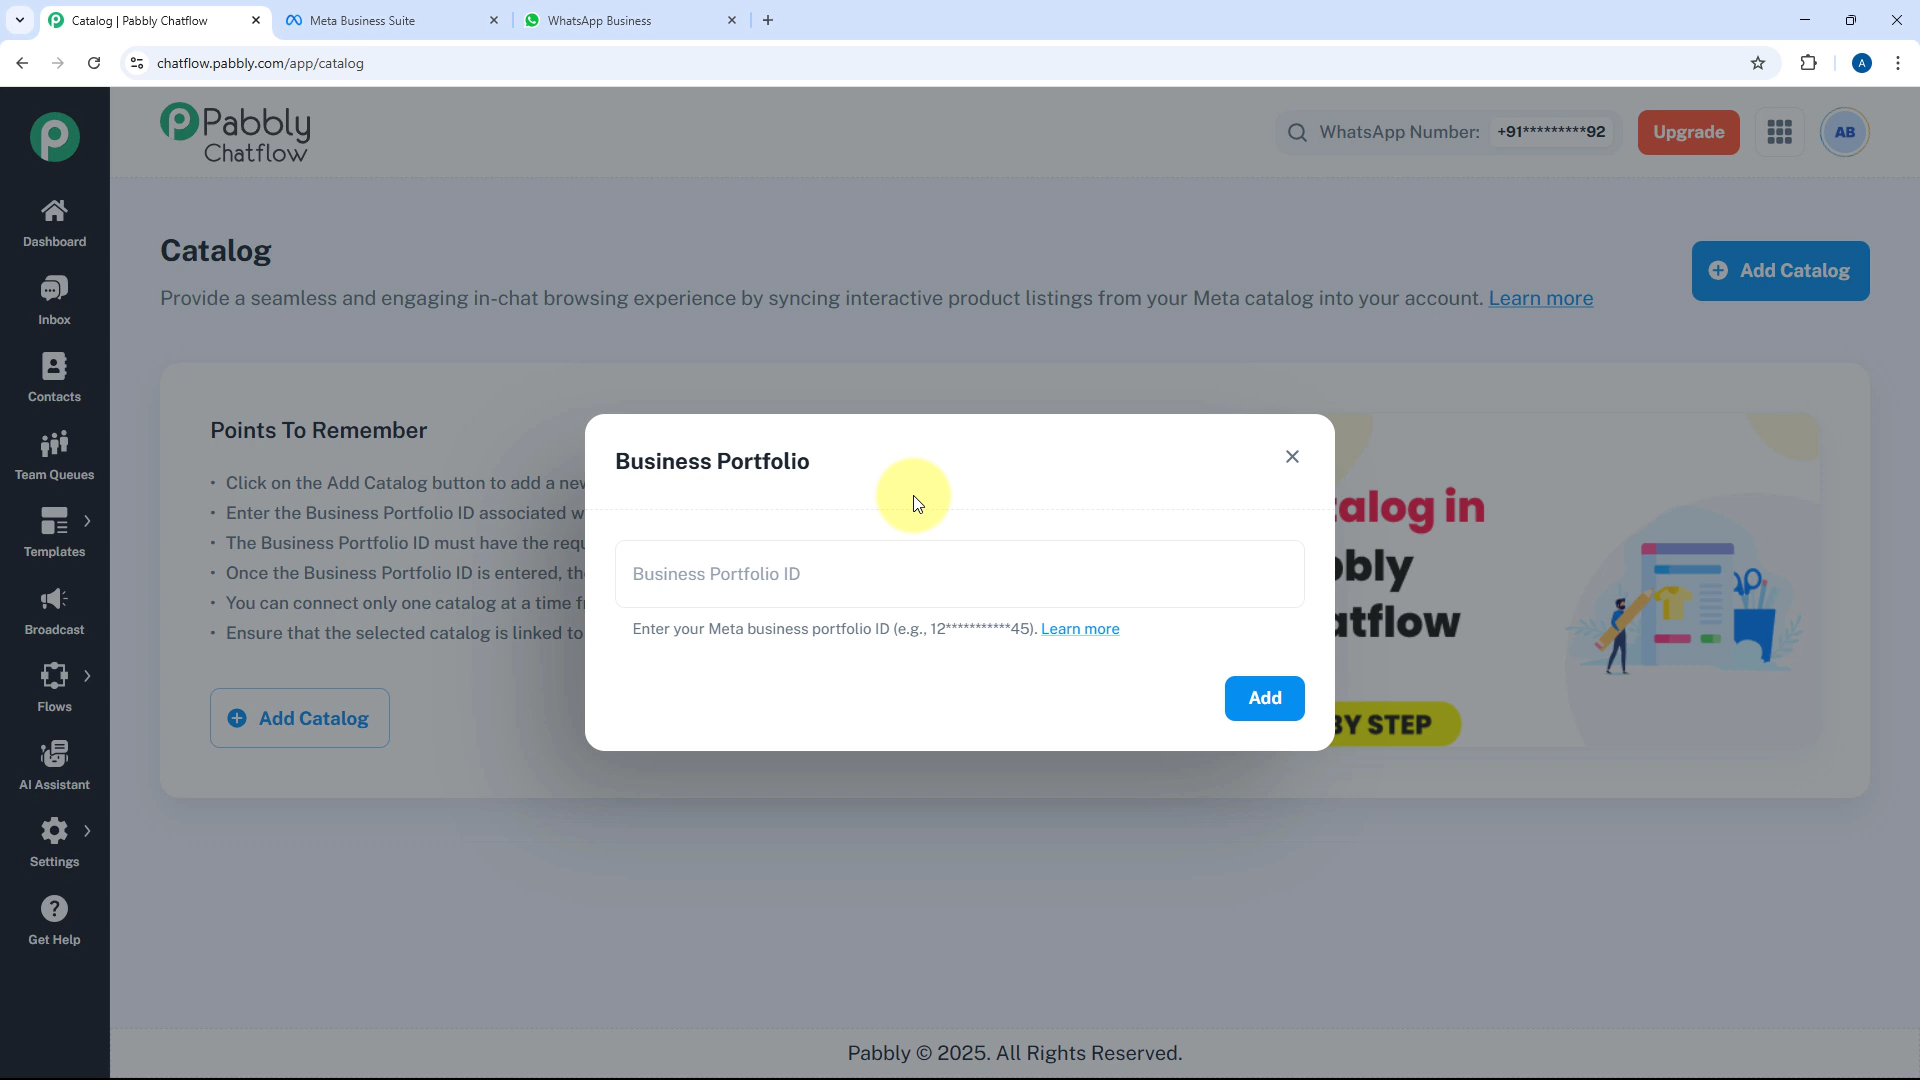 Catalog | Pabbly Chatflow
Meta Business Suite
WhatsApp Business
chatflow.pabbly.com/app/catalog
A
Pabbly
Chatflow
WhatsApp Number: +91*********92
Upgrade
AB
Dashboard
Inbox
Contacts
Team Queues
Templates
Broadcast
Flows
AI Assistant
Settings
Get Help
Catalog
Provide a seamless and engaging in-chat browsing experience by syncing interactive product listings from your Meta catalog into your account. Learn more
Add Catalog
Points To Remember
• Click on the Add Catalog button to add a
• Enter the Business Portfolio ID associated
• The Business Portfolio ID must have the
• Once the Business Portfolio ID is entered,
• You can connect only one catalog at a time
• Ensure that the selected catalog is linked to
Add Catalog
Business Portfolio
Business Portfolio ID
Enter your Meta business portfolio ID (e.g., 12***********45). Learn more
Add
alog in
bly
atflow
BY STEP
Pabbly © 2025. All Rights Reserved.